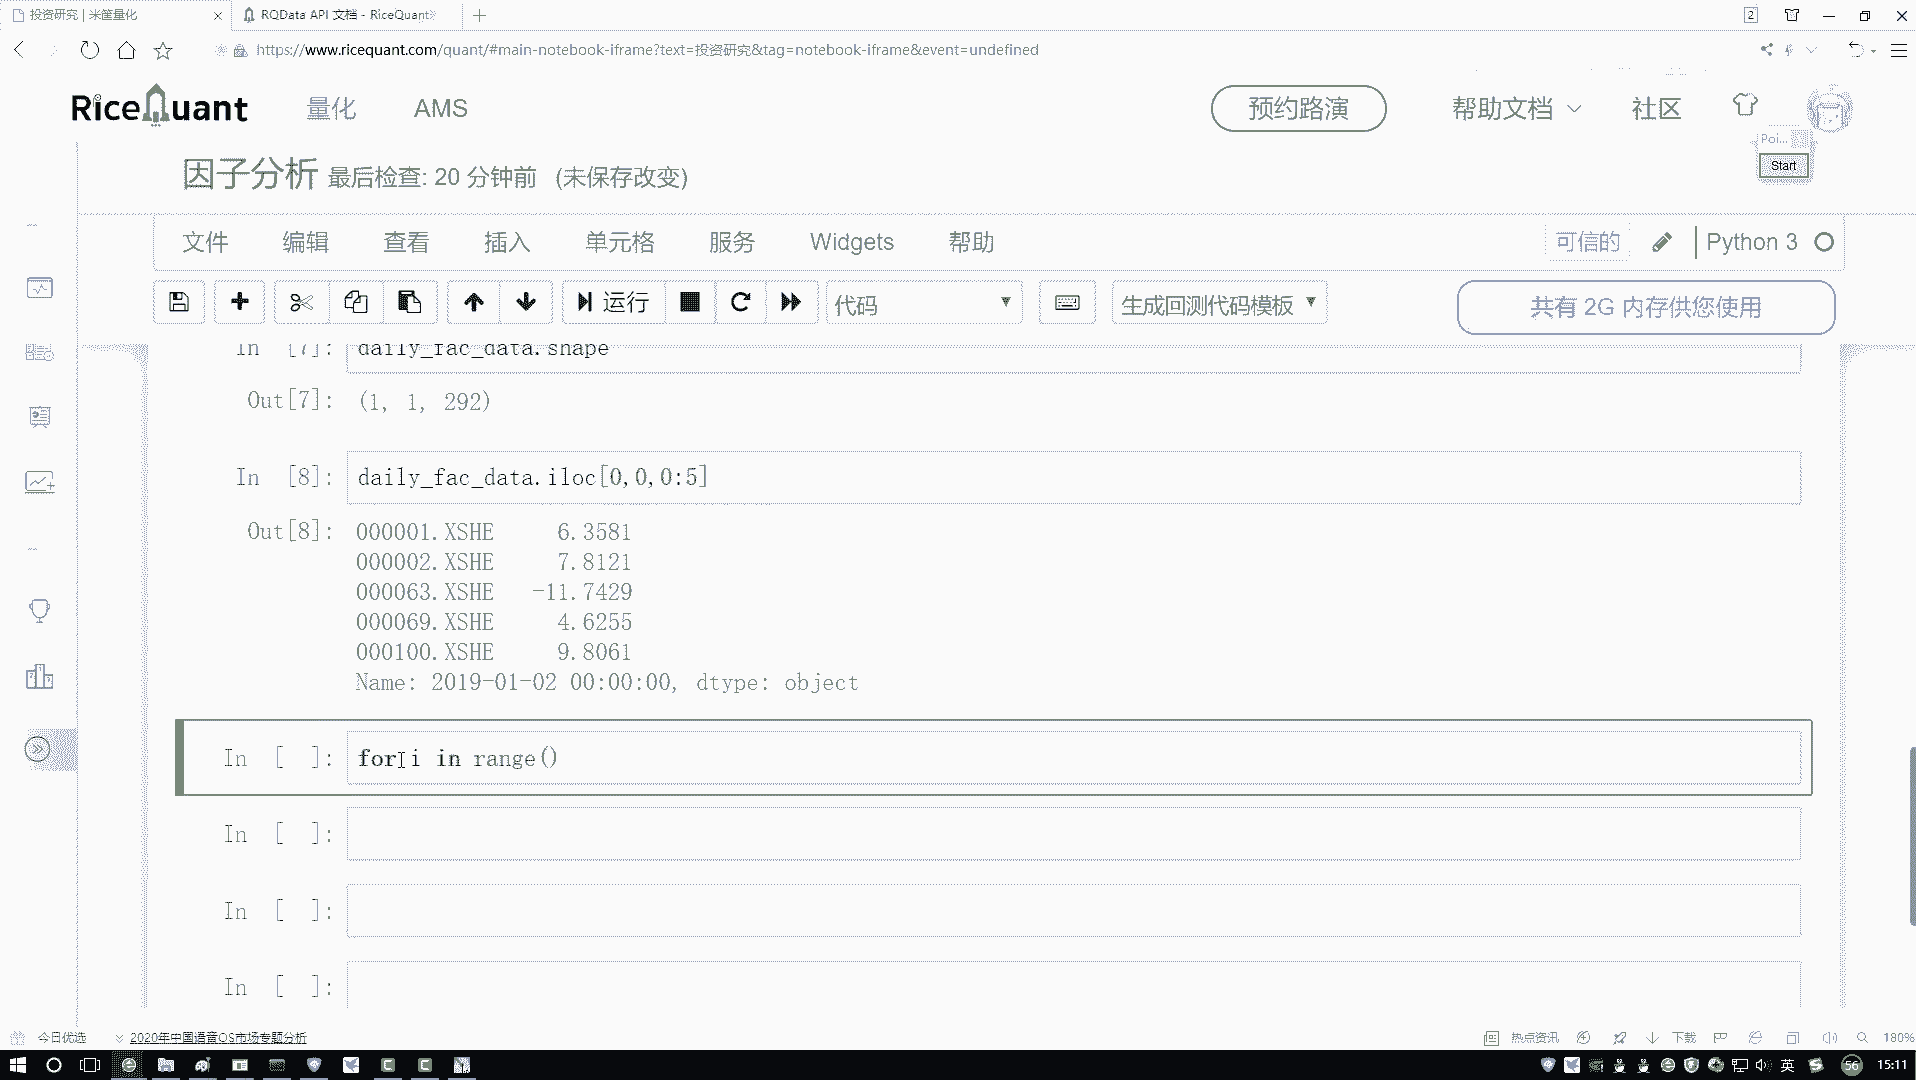 投资研究 | 米筐量化
RQData API 文档 - RiceQuant
2
https://www.ricequant.com/quant/#main-notebook-iframe?text=投资研究&tag=notebook-iframe&event=undefined
RiceQuant
量化
AMS
预约路演
帮助文档
社区
Poi...
Start
因子分析 最后检查: 20 分钟前 (未保存改变)
文件 编辑 查看 插入 单元格 服务 Widgets 帮助
可信的
Python 3
运行
代码
生成回测代码模板
共有 2G 内存供您使用
In [7]: daily_fac_data.shape
Out[7]: (1, 1, 292)
In [8]: daily_fac_data.iloc[0,0,0:5]
Out[8]: 000001.XSHE 6.3581
000002.XSHE 7.8121
000063.XSHE -11.7429
000069.XSHE 4.6255
000100.XSHE 9.8061
Name: 2019-01-02 00:00:00, dtype: object
In [ ]: for i in range()
In [ ]:
In [ ]:
In [ ]:
今日优选
2020年中国语音OS市场专题分析
热点资讯
下载
180%
英
56
15:11